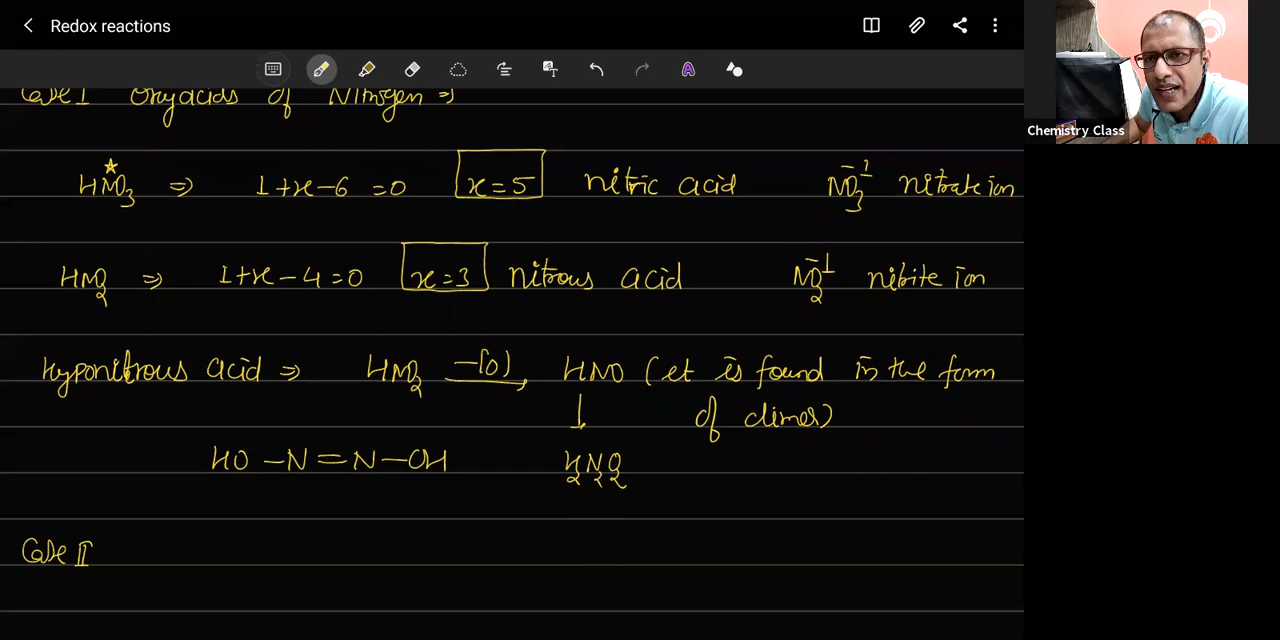 Redox reactions
Chemistry Class
Case I Oxyacids of Nitrogen ⇒
HNO₃ ⇒ 1+x-6=0 x=5 nitric acid NO₃⁻¹ nitrate ion
HNO₂ ⇒ 1+x-4=0 x=3 nitrous acid NO₂⁻¹ nitrite ion
Hyponitrous acid ⇒ HNO₂ -[O] HNO (et is found in the form
of dimer)
HO-N=N-OH H₂N₂O₂
Case II